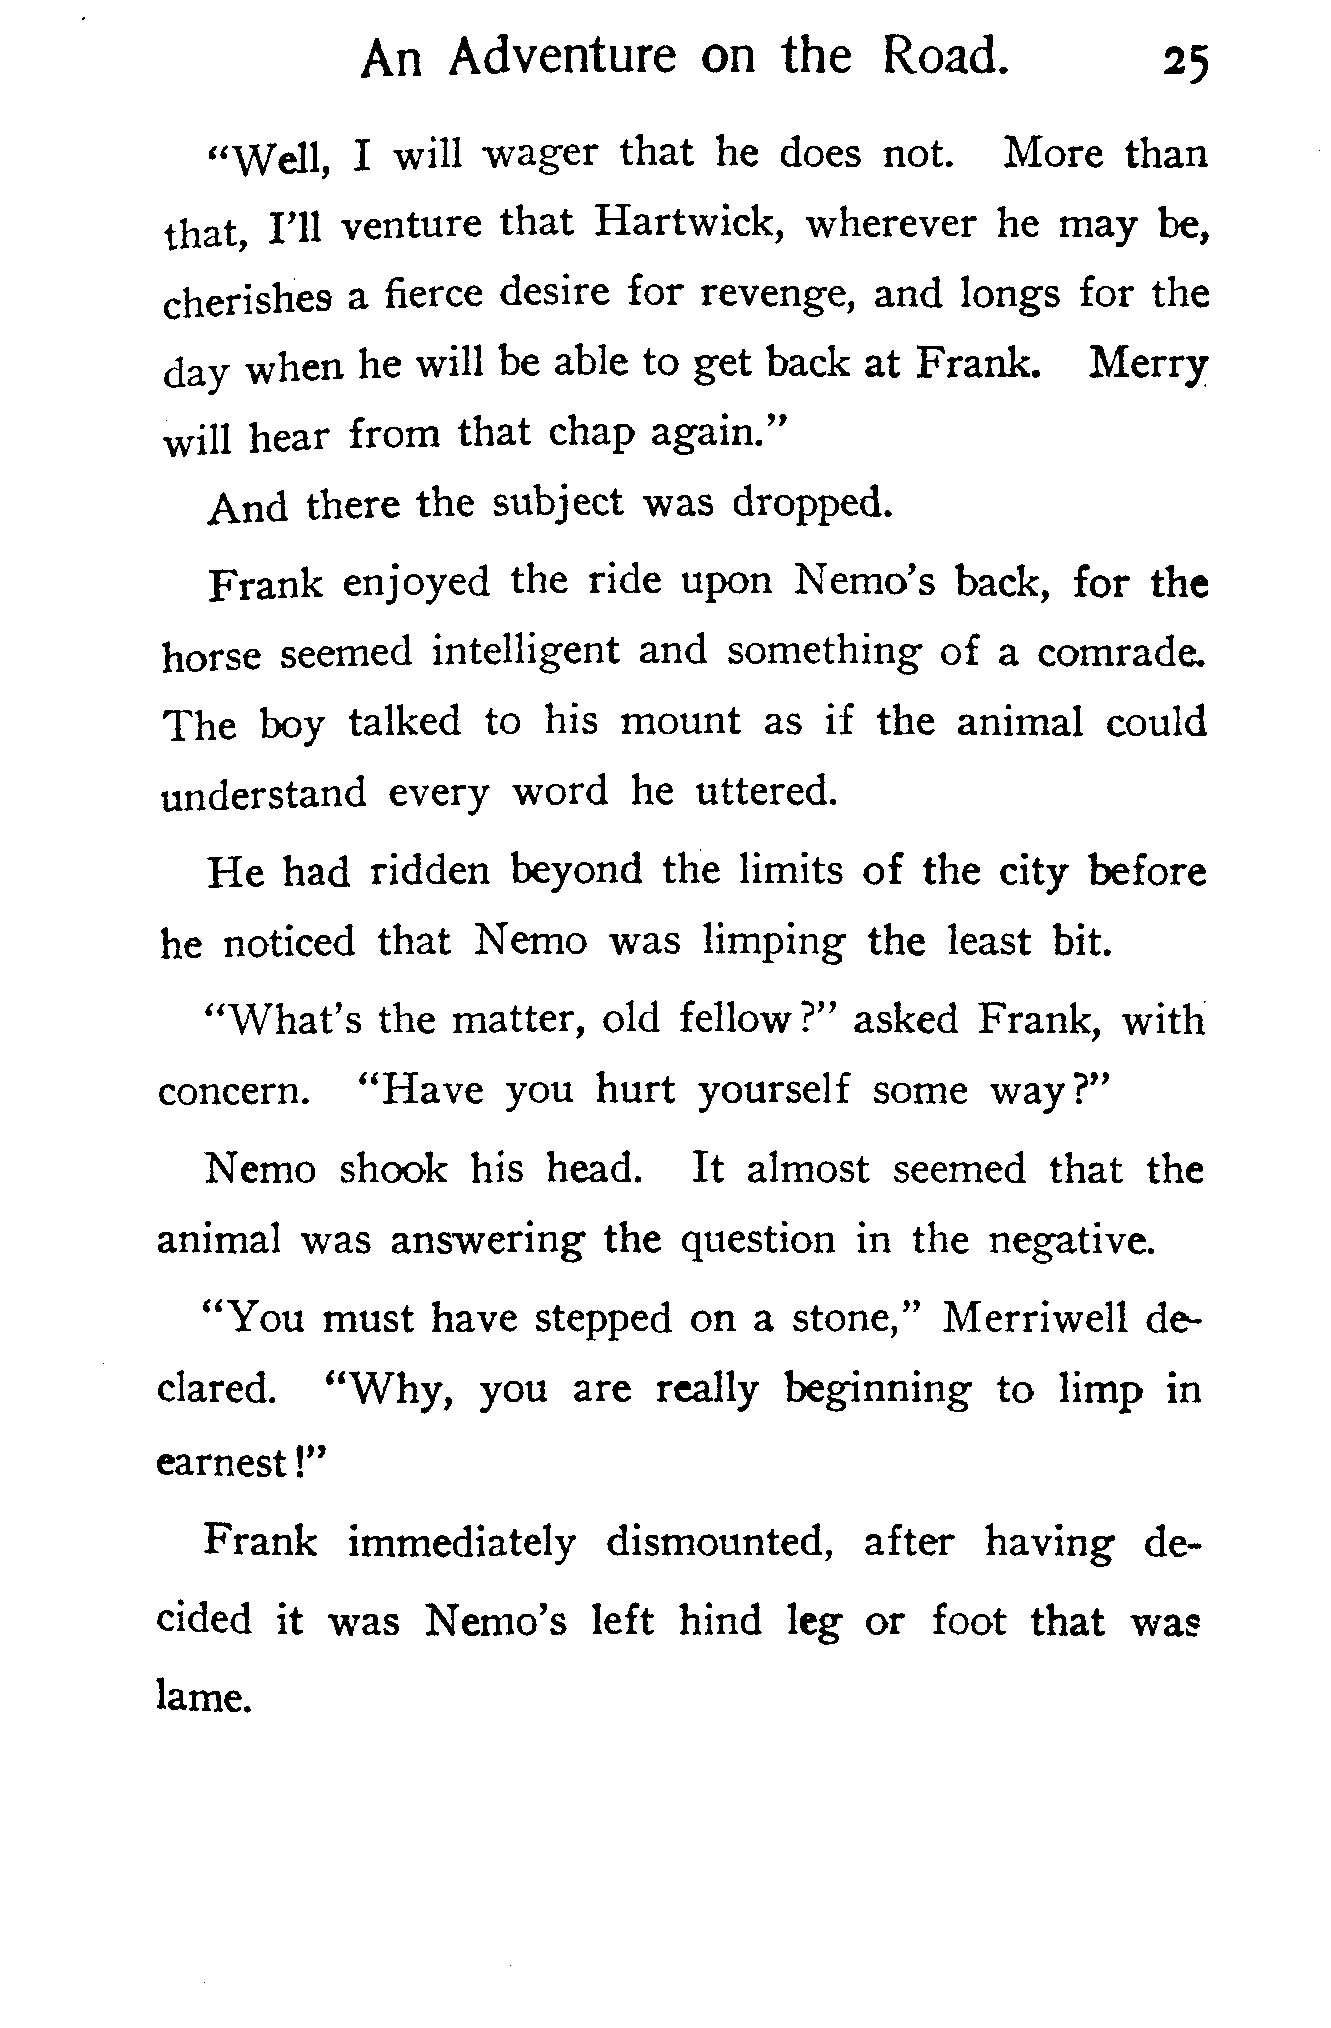 An Adventure on the Road. 25
“Well, I will wager that he does not. More than
that, I’ll venture that Hartwick, wherever he may be,
cherishes a fierce desire for revenge, and longs for the
day when he will be able to get back at Frank. Merry
will hear from that chap again.”
And there the subject was dropped.
Frank enjoyed the ride upon Nemo’s back, for the
horse seemed intelligent and something of a comrade.
The boy talked to his mount as if the animal could
understand every word he uttered.
He had ridden beyond the limits of the city before
he noticed that Nemo was limping the least bit.
“What’s the matter, old fellow?” asked Frank, with
concern. “Have you hurt yourself some way?”
Nemo shook his head. It almost seemed that the
animal was answering the question in the negative.
“You must have stepped on a stone,” Merriwell de-
clared. “Why, you are really beginning to limp in
earnest!”
Frank immediately dismounted, after having de-
cided it was Nemo’s left hind leg or foot that was
lame.